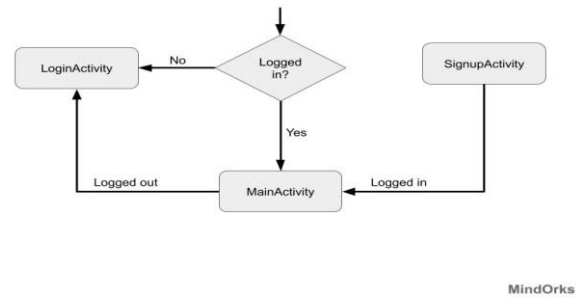 LoginActivity
No
Logged
in?
SignupActivity
Yes
Logged out
MainActivity
Logged in
MindOrks